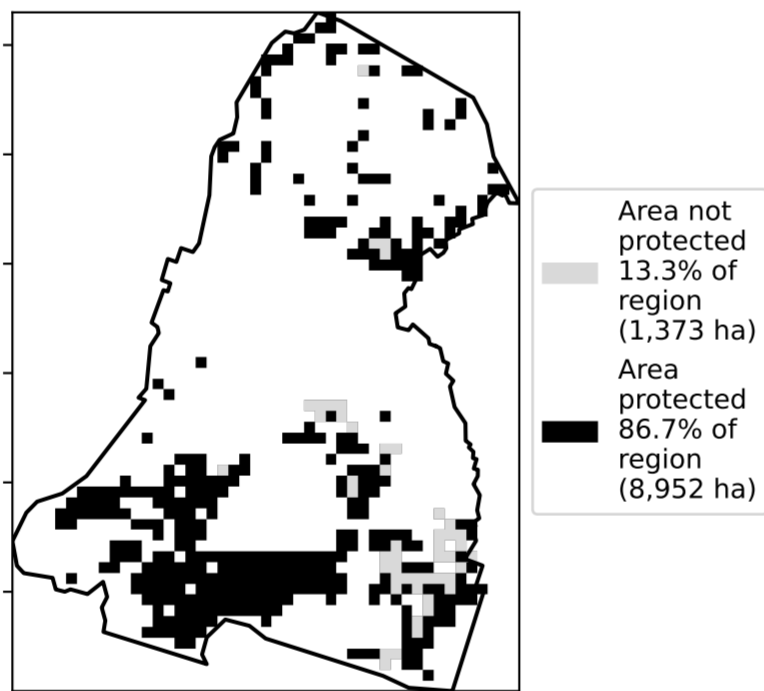 Area not
protected
13.3% of
region
(1,373 ha)
Area
protected
86.7% of
region
(8,952 ha)